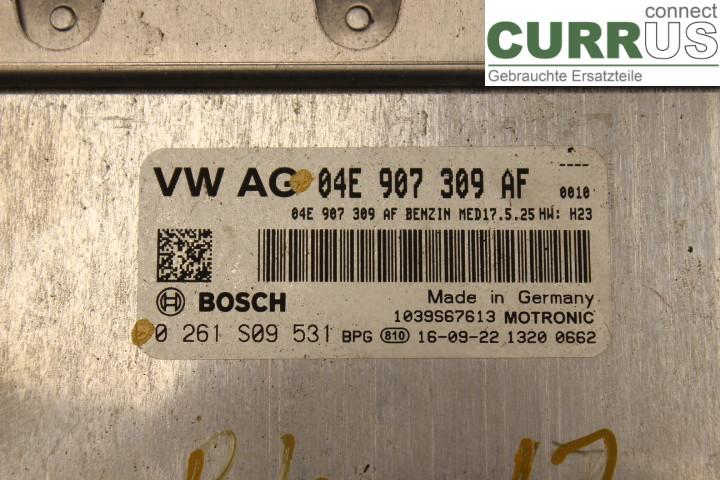 connect
CURRUS
Gebrauchte Ersatzteile
----
VW AG 04E 907 309 AF 0010
04E 907 309 AF BENZIN MED17.5.25 HW: H23
BOSCH
Made in Germany
1039S67613 MOTRONIC
0 261 S09 531 BPG 810 16-09-22 1320 0662